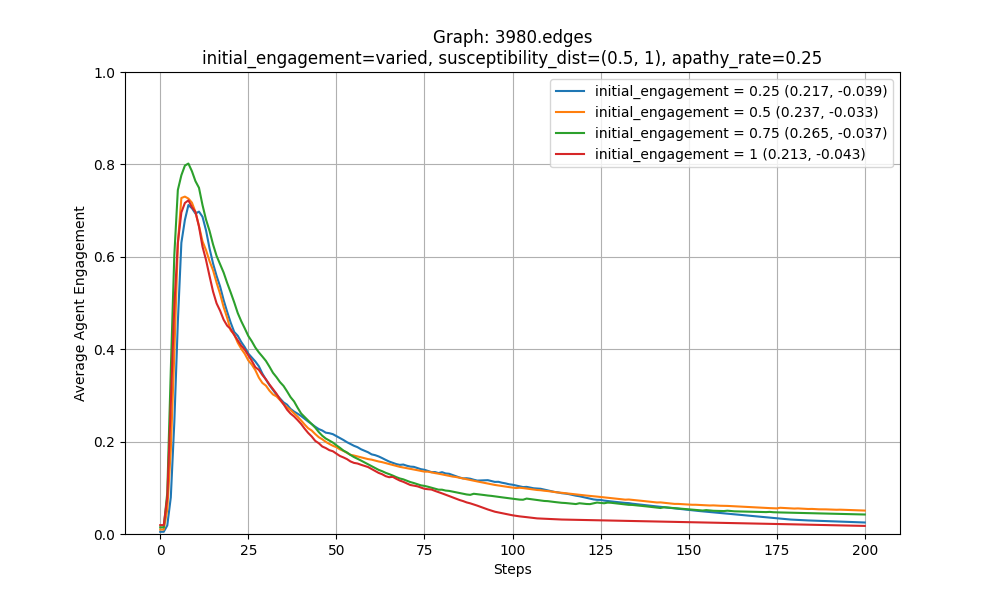 Graph: 3980.edges
initial_engagement=varied, susceptibility_dist=(0.5, 1), apathy_rate=0.25
initial_engagement = 0.25 (0.217, -0.039)
initial_engagement = 0.5 (0.237, -0.033)
initial_engagement = 0.75 (0.265, -0.037)
initial_engagement = 1 (0.213, -0.043)
Average Agent Engagement
1.0
0.8
0.6
0.4
0.2
0.0
0 25 50 75 100 125 150 175 200
Steps